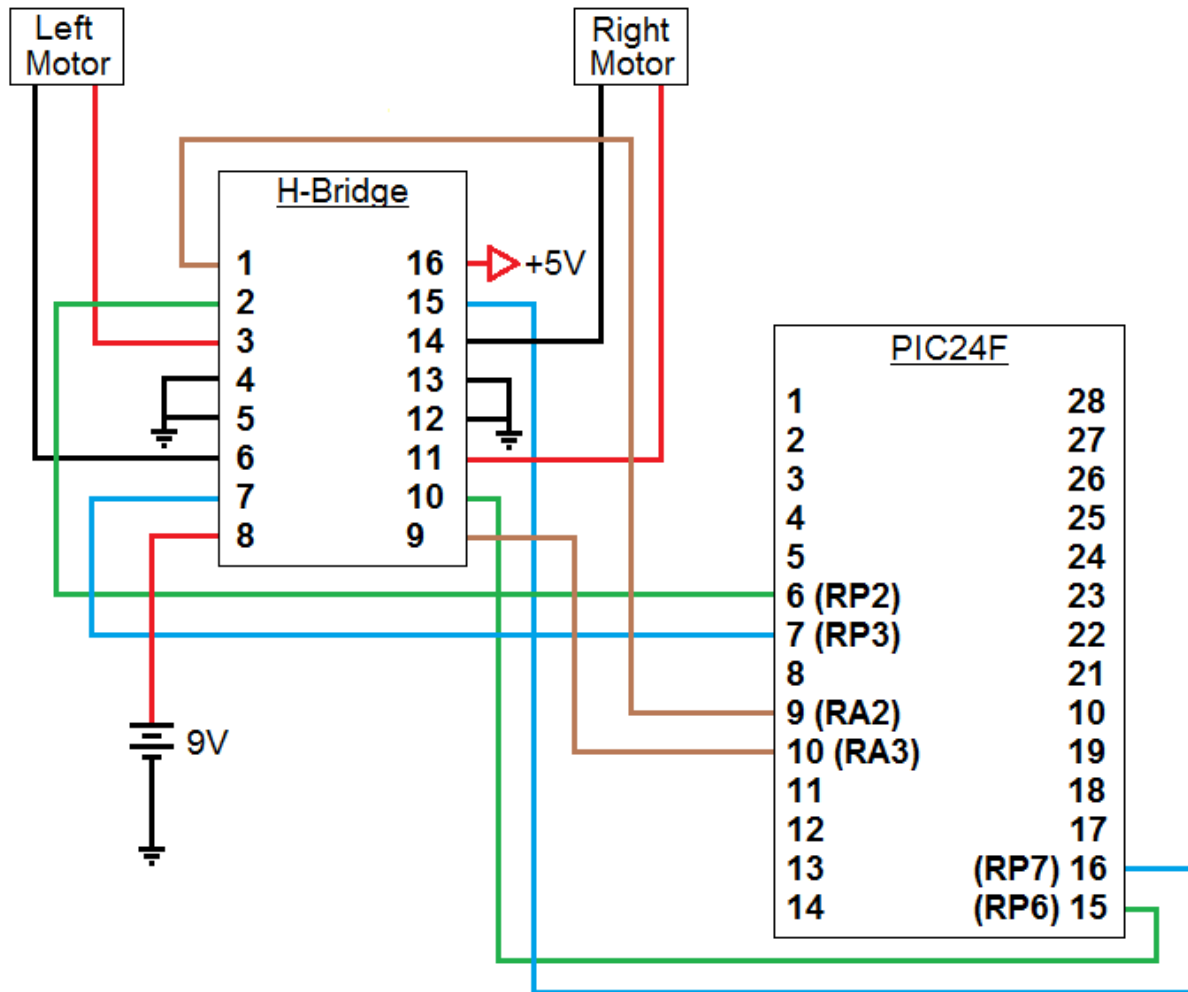 Left
Motor
Right
Motor
H-Bridge
1 16 +5V
2 15
3 14
4 13
5 12
6 11
7 10
8 9
9V
PIC24F
1 28
2 27
3 26
4 25
5 24
6 (RP2) 23
7 (RP3) 22
8 21
9 (RA2) 10
10 (RA3) 19
11 18
12 17
13 (RP7) 16
14 (RP6) 15